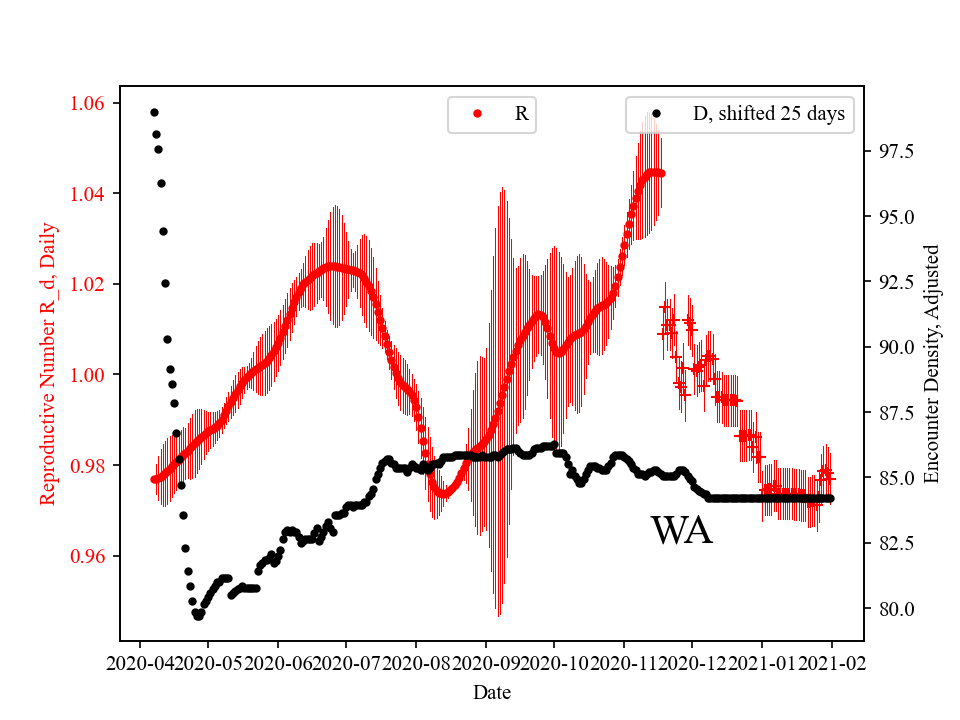 R
D, shifted 25 days
1.06
1.04
1.02
1.00
0.98
0.96
Reproductive Number R_d, Daily
97.5
95.0
92.5
90.0
87.5
85.0
82.5
80.0
Encounter Density, Adjusted
WA
2020-04 2020-05 2020-06 2020-07 2020-08 2020-09 2020-10 2020-11 2020-12 2021-01 2021-02
Date